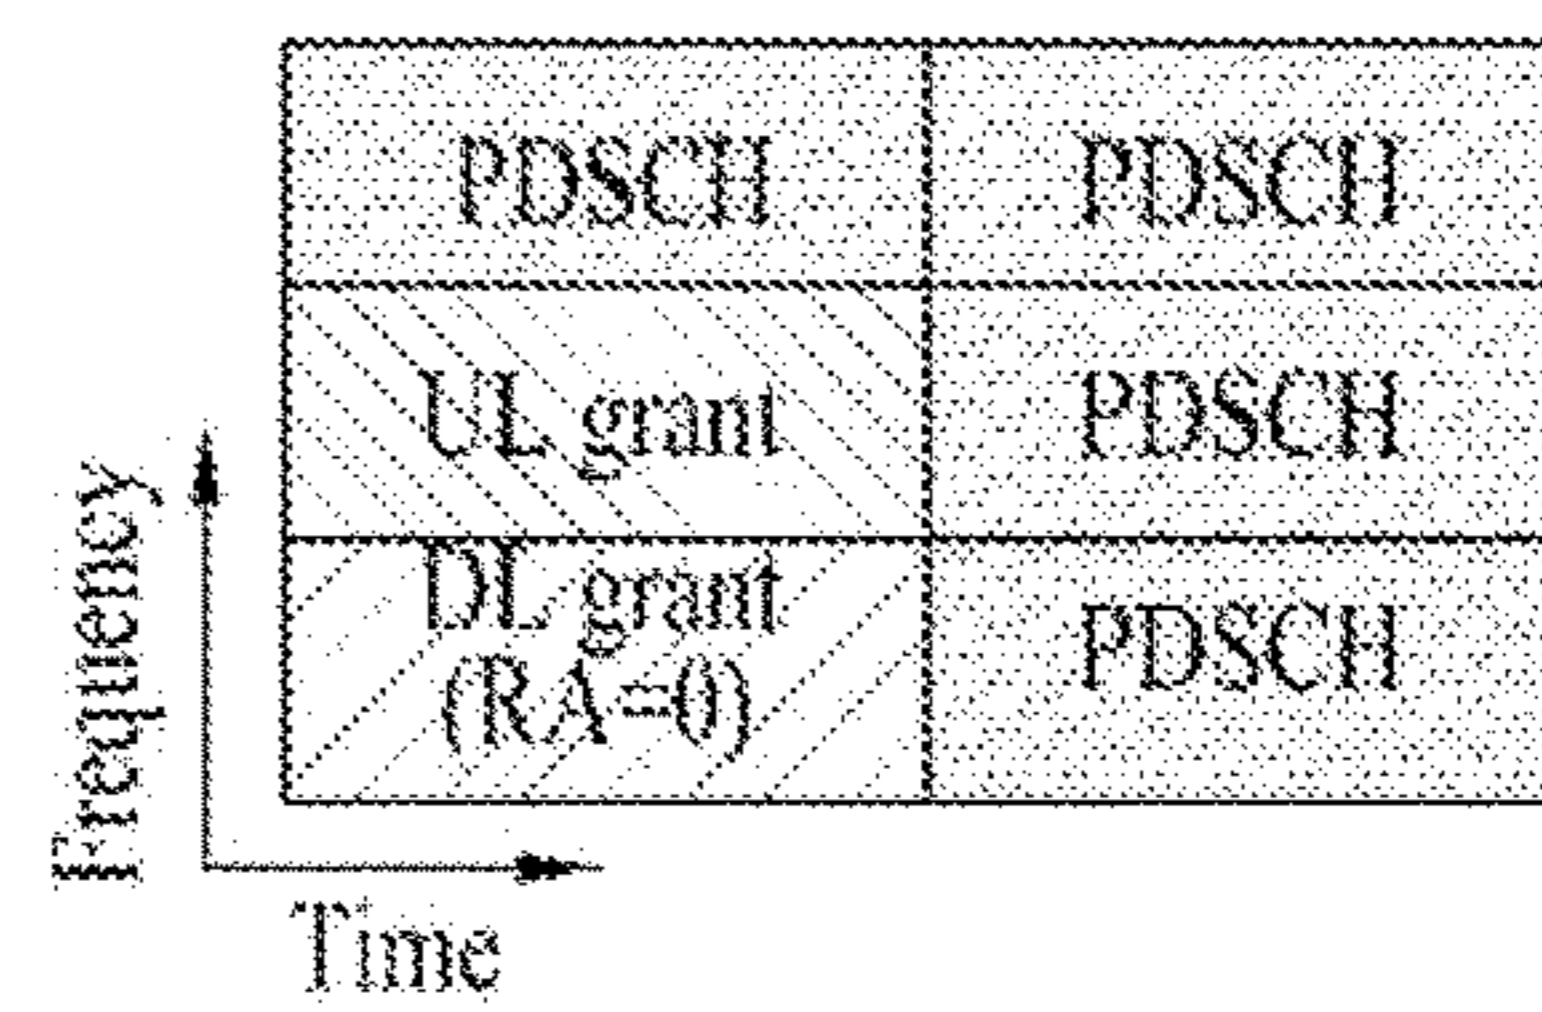 PDSCH PDSCH
UL grant PDSCH
DL grant
(RA=0) PDSCH
Frequency
Time